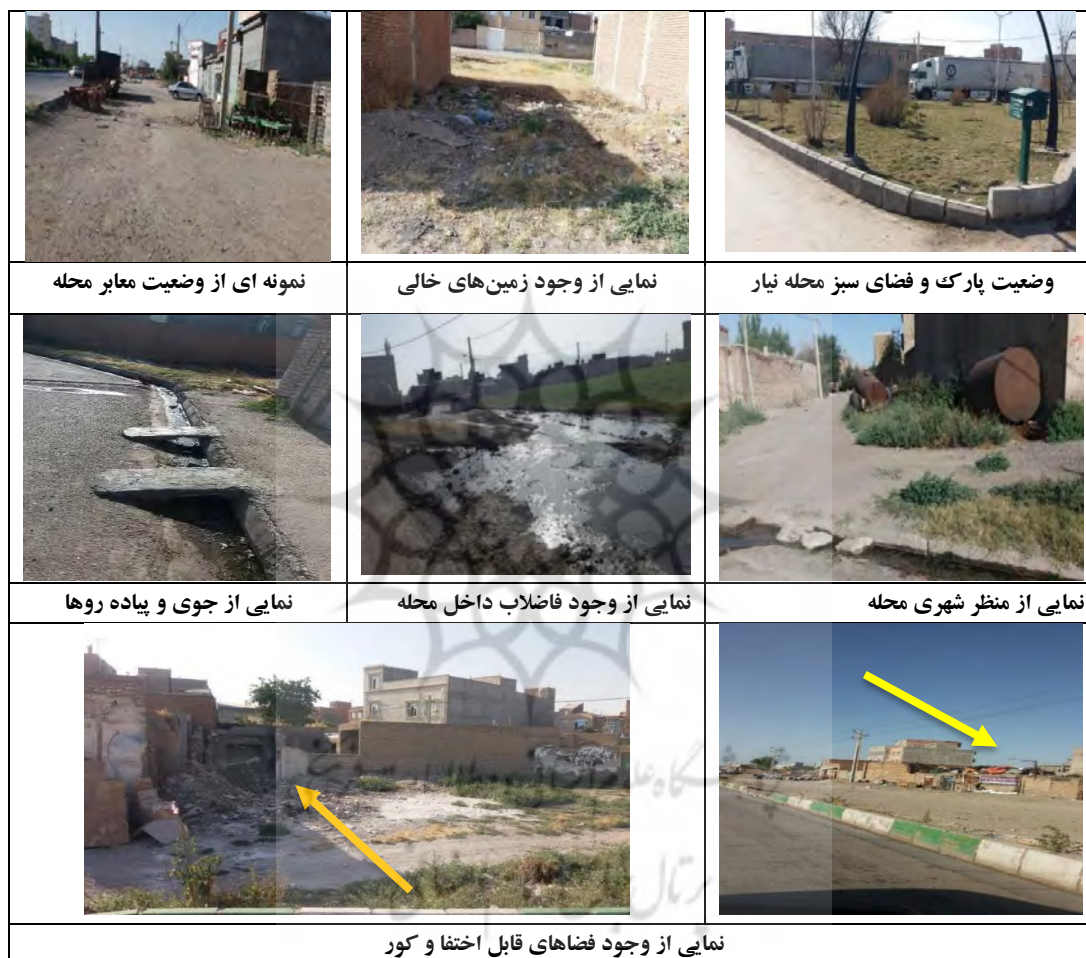 وضعیت پارک و فضای سبز محله نیار
نمایی از وجود زمین‌های خالی
نمونه ای از وضعیت معابر محله
نمایی از منظر شهری محله
نمایی از وجود فاضلاب داخل محله
نمایی از جوی و پیاده روها
نمایی از وجود فضاهای قابل اختفا و کور